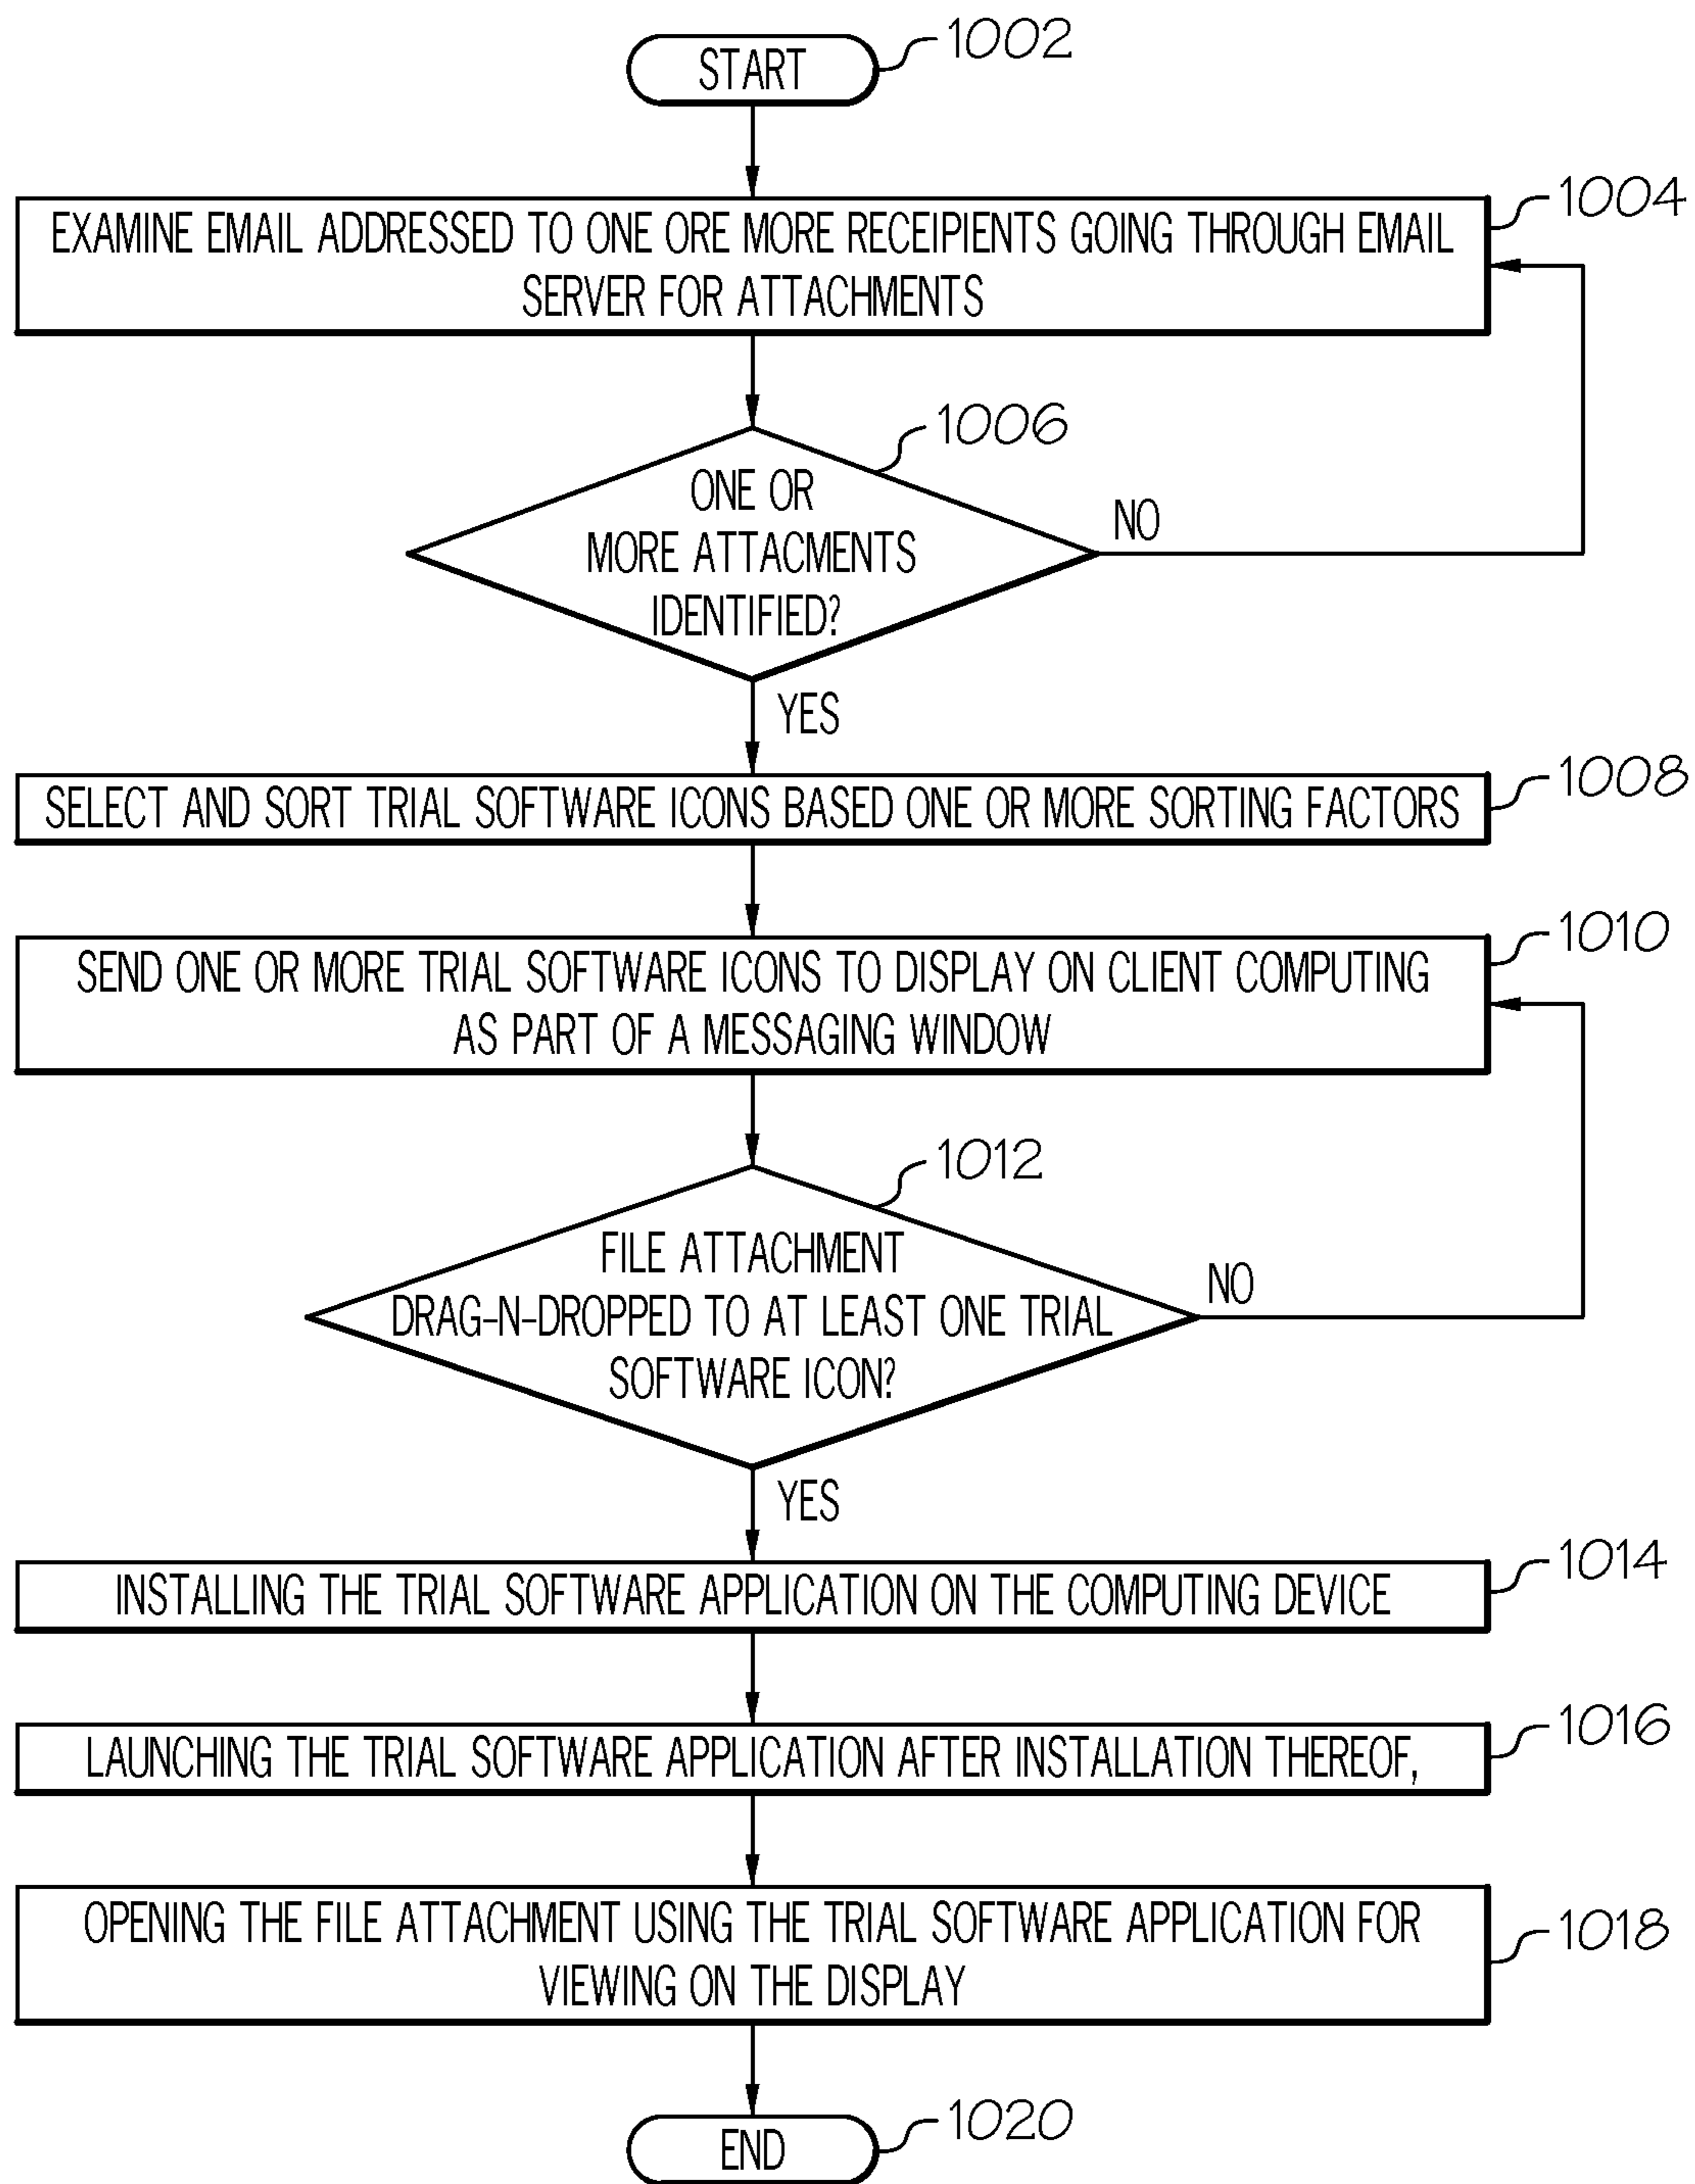 START
1002
EXAMINE EMAIL ADDRESSED TO ONE ORE MORE RECEIPIENTS GOING THROUGH EMAIL
SERVER FOR ATTACHMENTS
1004
1006
ONE OR
MORE ATTACMENTS
IDENTIFIED?
NO
YES
SELECT AND SORT TRIAL SOFTWARE ICONS BASED ONE OR MORE SORTING FACTORS
1008
SEND ONE OR MORE TRIAL SOFTWARE ICONS TO DISPLAY ON CLIENT COMPUTING
AS PART OF A MESSAGING WINDOW
1010
1012
FILE ATTACHMENT
DRAG-N-DROPPED TO AT LEAST ONE TRIAL
SOFTWARE ICON?
NO
YES
INSTALLING THE TRIAL SOFTWARE APPLICATION ON THE COMPUTING DEVICE
1014
LAUNCHING THE TRIAL SOFTWARE APPLICATION AFTER INSTALLATION THEREOF,
1016
OPENING THE FILE ATTACHMENT USING THE TRIAL SOFTWARE APPLICATION FOR
VIEWING ON THE DISPLAY
1018
END
1020